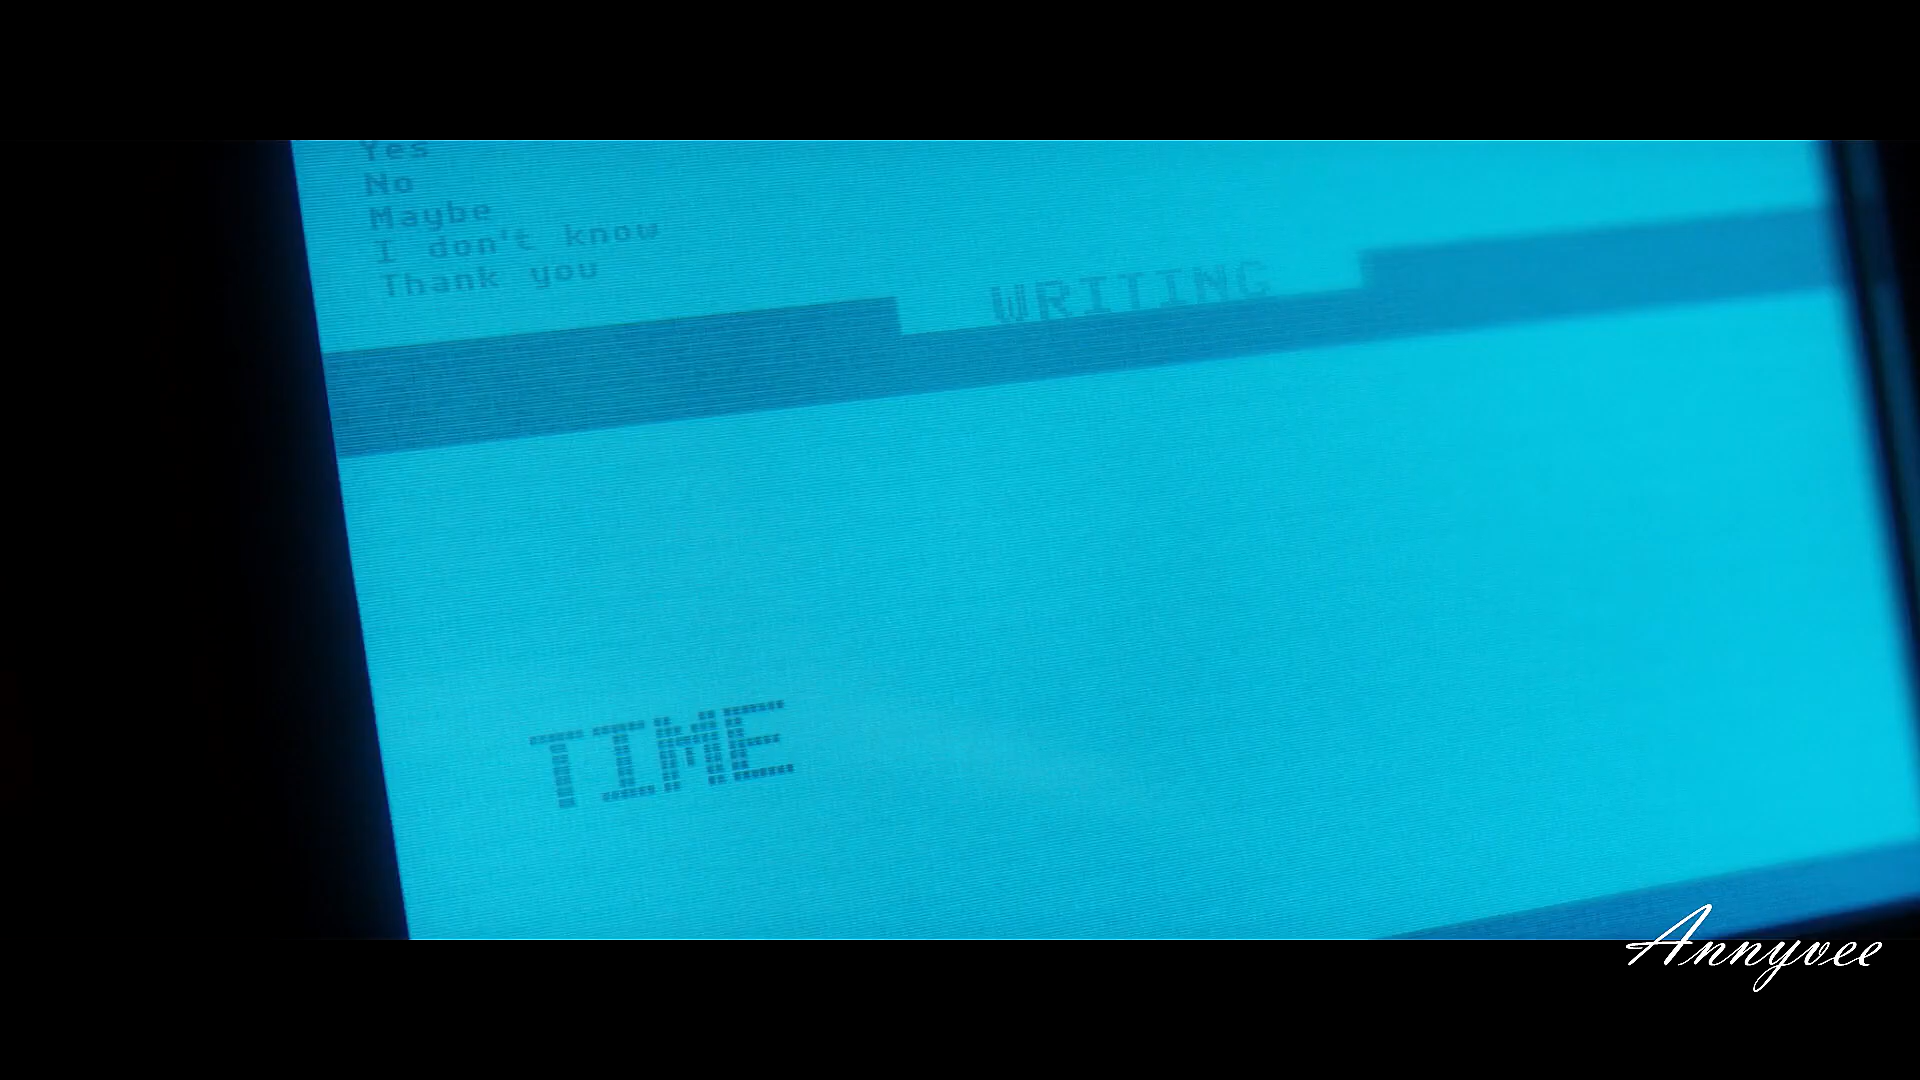 Yes
No
Maybe
I don't know
Thank you
WRITING
TIME
Annyvee